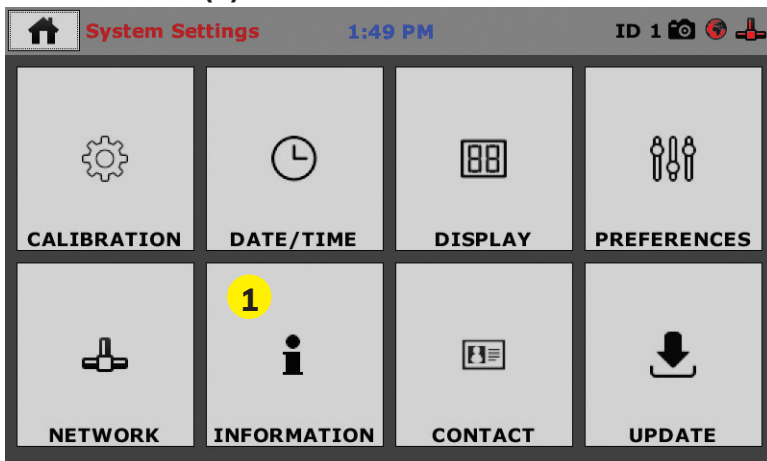 System Settings 1:49 PM ID 1
CALIBRATION DATE/TIME DISPLAY PREFERENCES
1
NETWORK INFORMATION CONTACT UPDATE